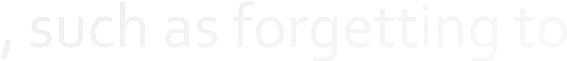 , such as forgetting to